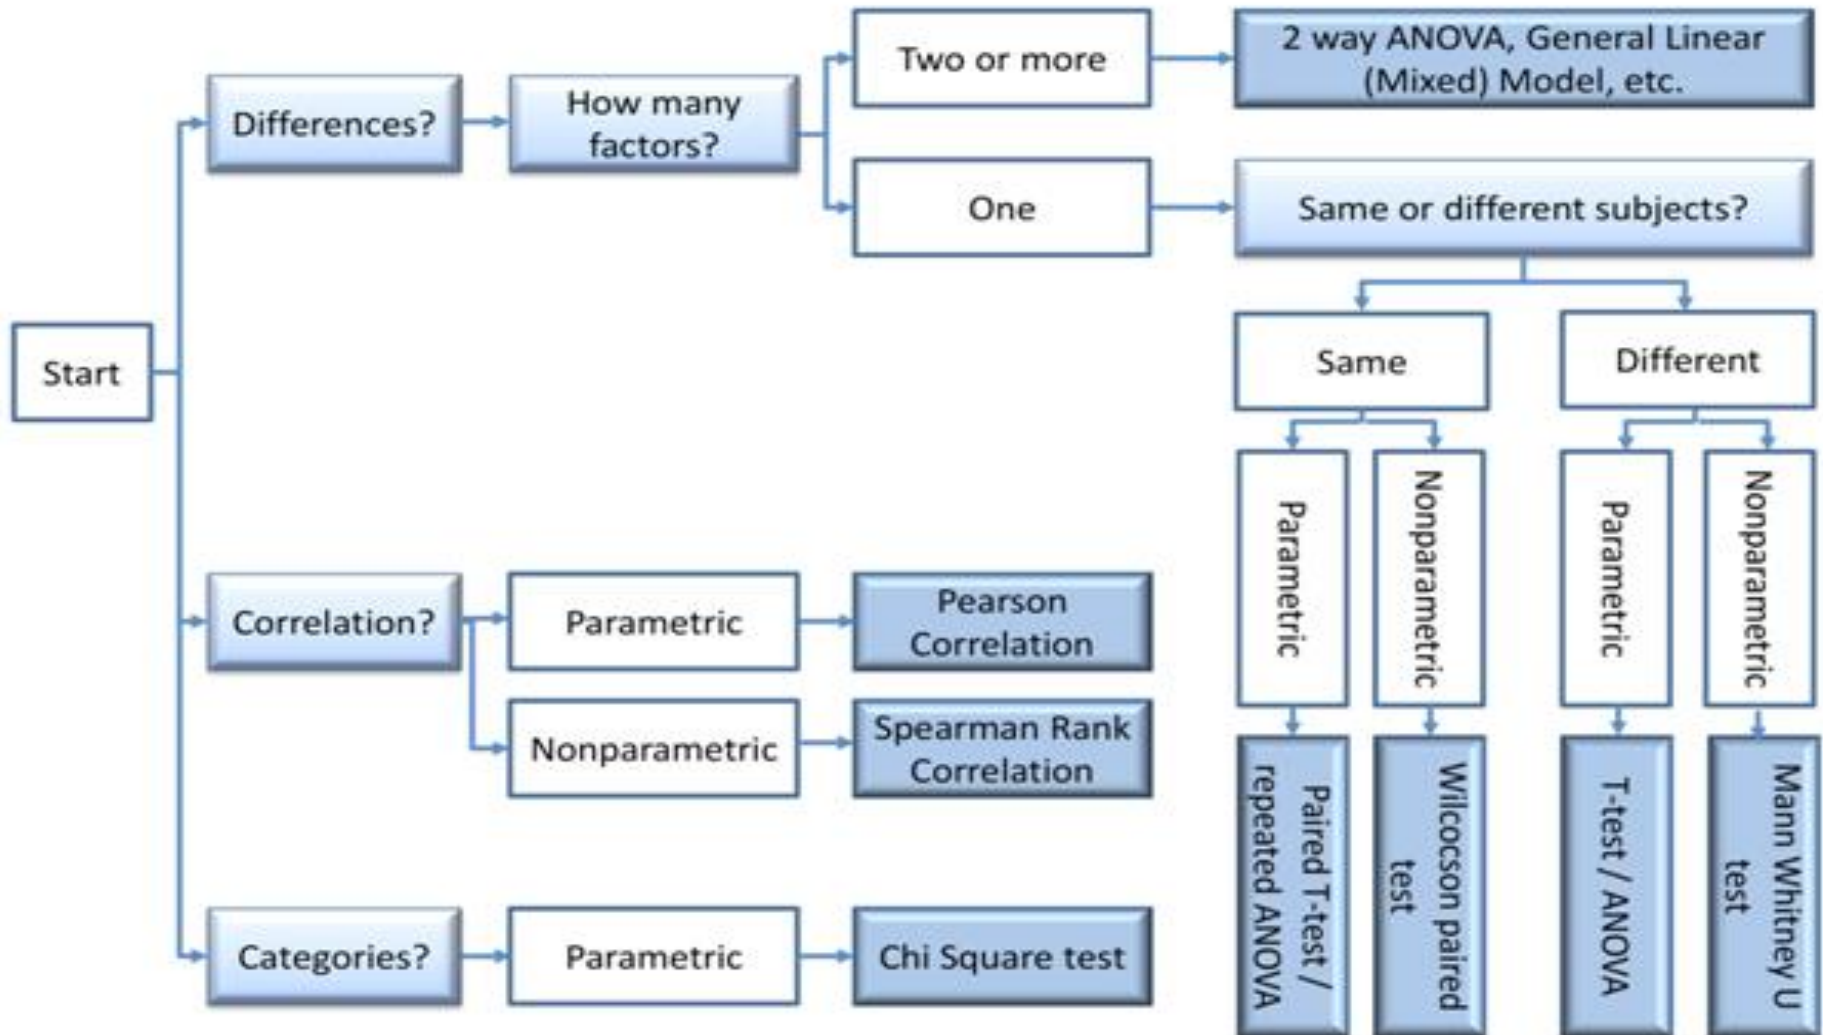 Start
Differences?
How many
factors?
Two or more
2 way ANOVA, General Linear
(Mixed) Model, etc.
One
Same or different subjects?
Same
Different
Parametric
Nonparametric
Parametric
Nonparametric
Paired T-test /
repeated ANOVA
Wilcocson paired
test
T-test / ANOVA
Mann Whitney U
test
Correlation?
Parametric
Pearson
Correlation
Nonparametric
Spearman Rank
Correlation
Categories?
Parametric
Chi Square test